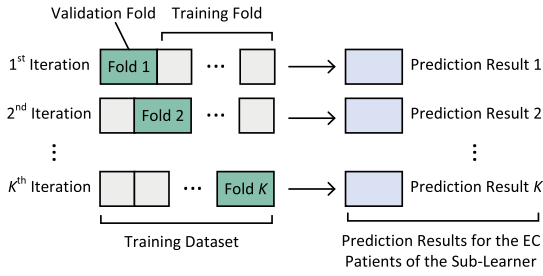 Validation Fold
Training Fold
1st Iteration
Fold 1
...
Prediction Result 1
2nd Iteration
Fold 2
...
Prediction Result 2
Kth Iteration
...
Fold K
Prediction Result K
Training Dataset
Prediction Results for the EC
Patients of the Sub-Learner